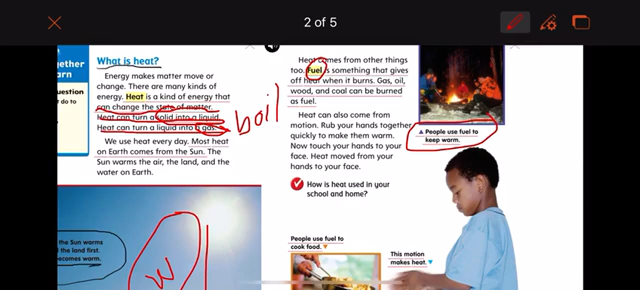 2 of 5
What is heat?
Energy makes matter move or
change. There are many kinds of
energy. Heat is a kind of energy that
can change the state of matter.
Heat can turn a solid into a liquid.
Heat can turn a liquid into a gas.
boil
We use heat every day. Most heat
on Earth comes from the Sun. The
Sun warms the air, the land, and the
water on Earth.
the Sun warms
the land first.
becomes warm.
W
Heat comes from other things
too. Fuel is something that gives
off heat when it burns. Gas, oil,
wood, and coal can be burned
as fuel.
Heat can also come from
motion. Rub your hands together
quickly to make them warm.
Now touch your hands to your
face. Heat moved from your
hands to your face.
How is heat used in your
school and home?
People use fuel to
cook food.
People use fuel to
keep warm.
This motion
makes heat.